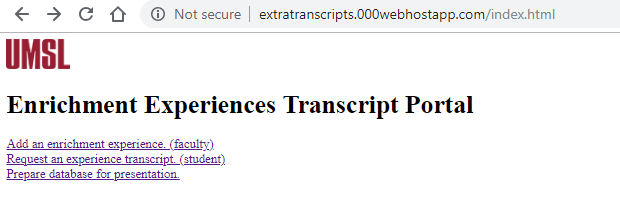 Not secure | extratranscripts.000webhostapp.com/index.html
UMSL
Enrichment Experiences Transcript Portal
Add an enrichment experience. (faculty)
Request an experience transcript. (student)
Prepare database for presentation.